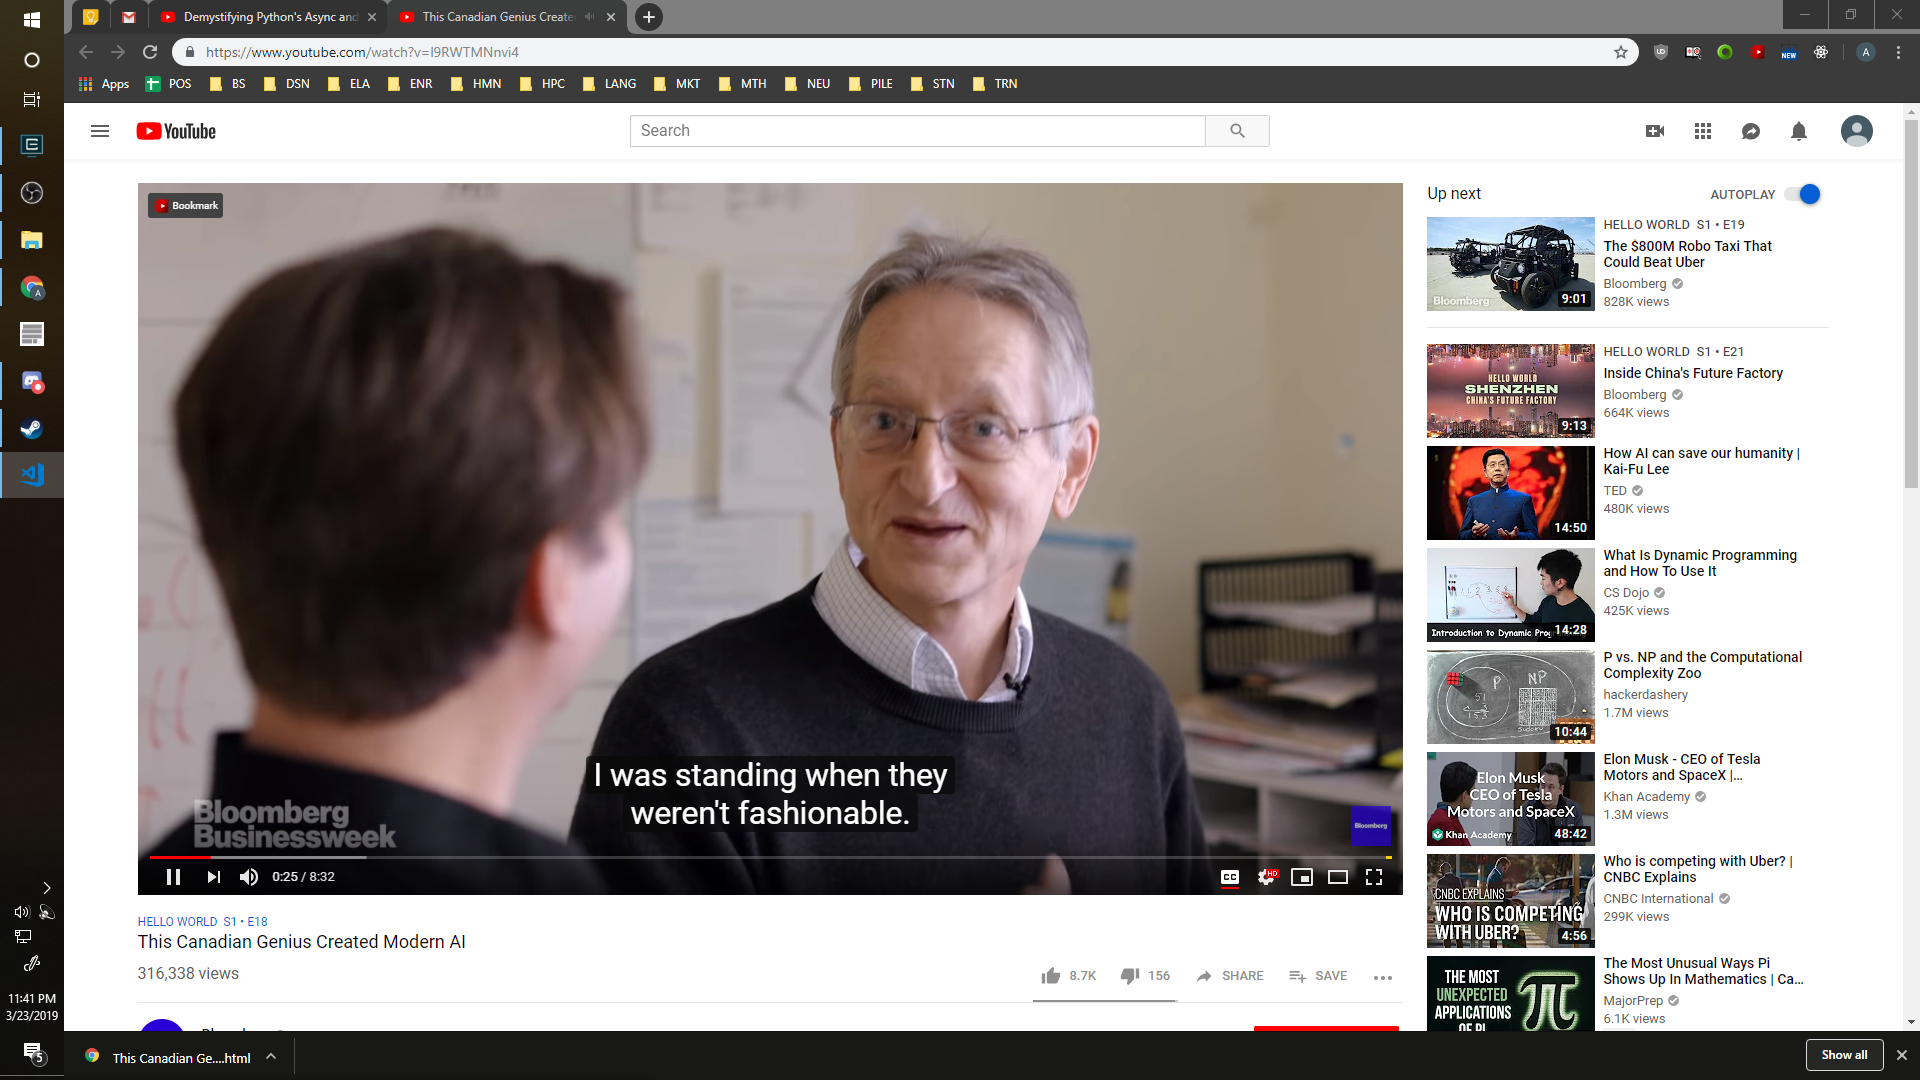 Demystifying Python's Async and
This Canadian Genius Create
https://www.youtube.com/watch?v=I9RWTMNnvi4
A
NEW
Apps
POS
BS
DSN
ELA
ENR
HMN
HPC
LANG
MKT
MTH
NEU
PILE
STN
TRN
YouTube
Search
Bookmark
I was standing when they
weren't fashionable.
Bloomberg
Businessweek
Bloomberg
0:25 / 8:32
CC
HD
HELLO WORLD S1 • E18
This Canadian Genius Created Modern AI
316,338 views
8.7K
156
SHARE
SAVE
Up next
AUTOPLAY
Bloomberg
9:01
HELLO WORLD S1 • E19
The $800M Robo Taxi That
Could Beat Uber
Bloomberg
828K views
HELLO WORLD
SHENZHEN
CHINA'S FUTURE FACTORY
9:13
HELLO WORLD S1 • E21
Inside China's Future Factory
Bloomberg
664K views
14:50
How AI can save our humanity |
Kai-Fu Lee
TED
480K views
Introduction to Dynamic Prog
14:28
What Is Dynamic Programming
and How To Use It
CS Dojo
425K views
P
NP
10:44
P vs. NP and the Computational
Complexity Zoo
hackerdashery
1.7M views
Elon Musk
CEO of Tesla
Motors and SpaceX
Khan Academy
48:42
Elon Musk - CEO of Tesla
Motors and SpaceX |...
Khan Academy
1.3M views
CNBC EXPLAINS
WHO IS COMPETING
WITH UBER?
4:56
Who is competing with Uber? |
CNBC Explains
CNBC International
299K views
THE MOST
UNEXPECTED
APPLICATIONS
OF PI
The Most Unusual Ways Pi
Shows Up In Mathematics | Ca...
MajorPrep
6.1K views
11:41 PM
3/23/2019
5
This Canadian Ge....html
Show all